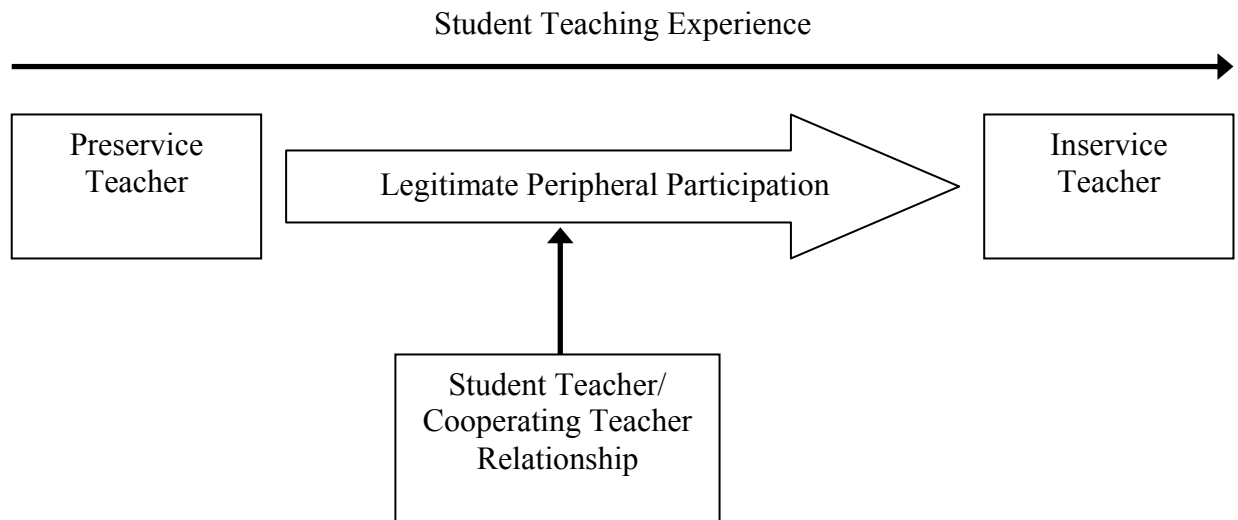 Student Teaching Experience
Preservice
Teacher
Legitimate Peripheral Participation
Inservice
Teacher
Student Teacher/
Cooperating Teacher
Relationship